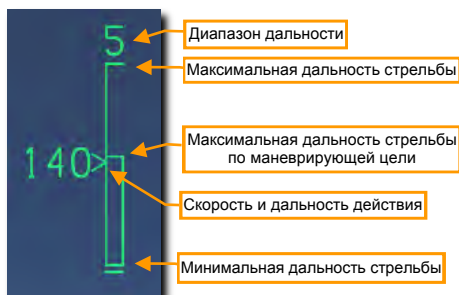 5
Диапазон дальности
Максимальная дальность стрельбы
Максимальная дальность стрельбы
по маневрирующей цели
140>
Скорость и дальность действия
Минимальная дальность стрельбы